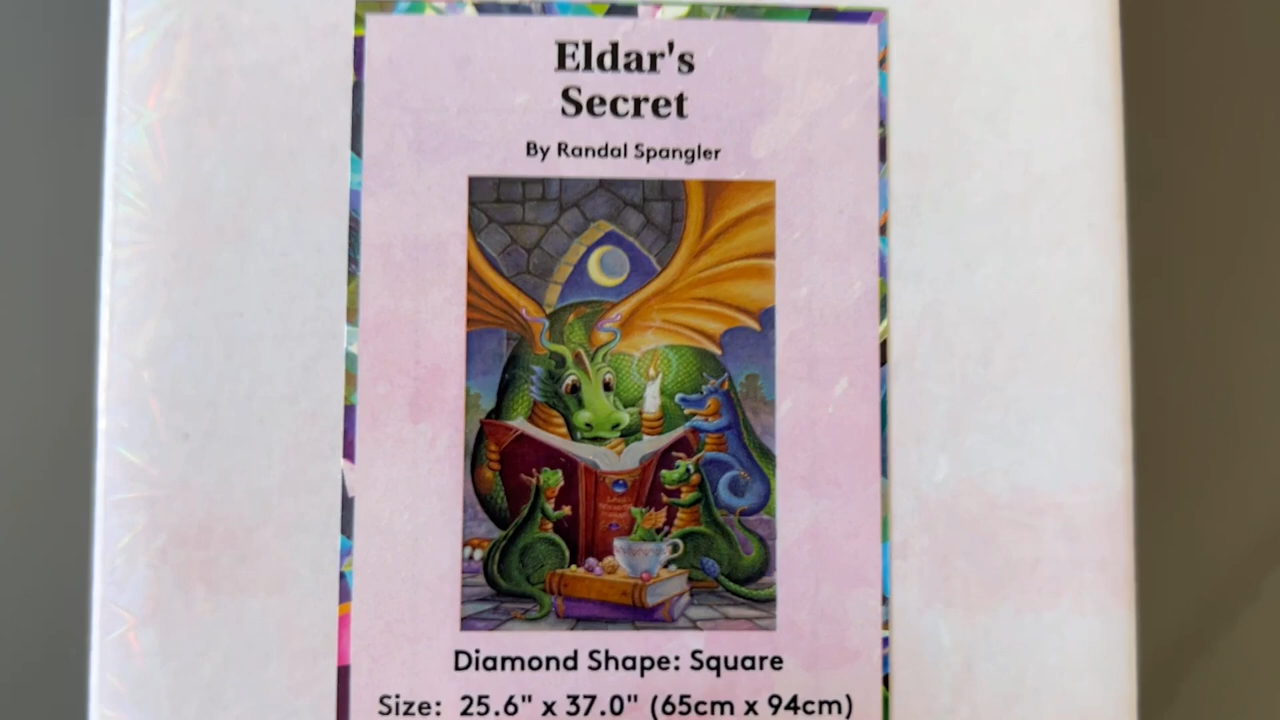 Eldar's
Secret
By Randal Spangler
Diamond Shape: Square
Size: 25.6" x 37.0" (65cm x 94cm)